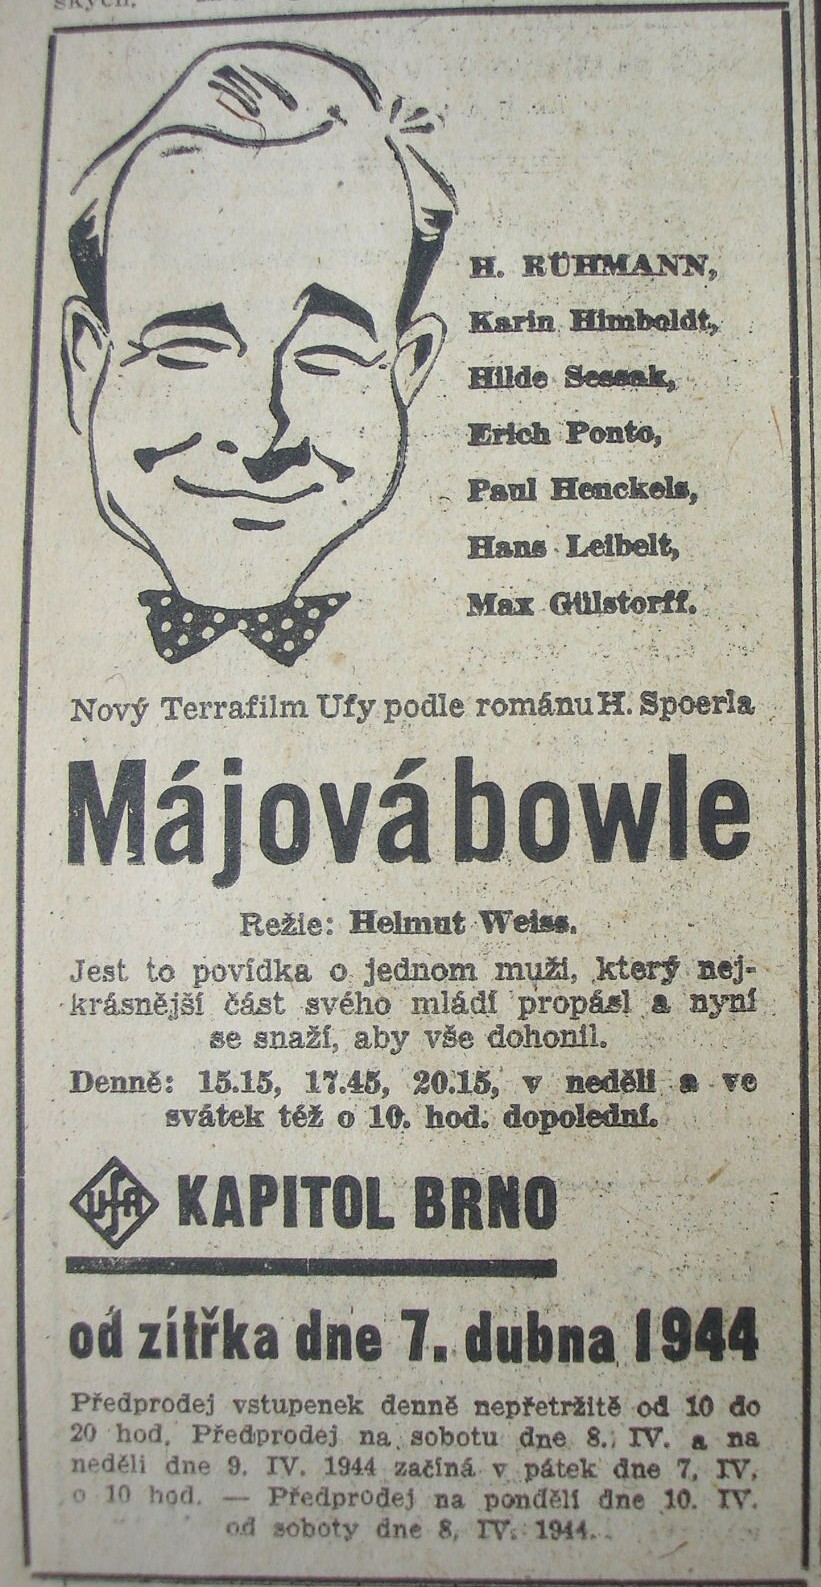 ských.
H. RÜHMANN,
Karin Himboldt,
Hilde Sessak,
Erich Ponto,
Paul Henckels,
Hans Leibelt,
Max Gülstorff.
Nový Terrafilm Ufy podle románu H. Spoerla
Májová bowle
Režie: Helmut Weiss.
Jest to povídka o jednom muži, který nej-
krásnější část svého mládí propásl a nyní
se snaží, aby vše dohonil.
Denně: 15.15, 17.45, 20.15, v neděli a ve
svátek též o 10. hod. dopolední.
UFA KAPITOL BRNO
od zítřka dne 7. dubna 1944
Předprodej vstupenek denně nepřetržitě od 10 do
20 hod. Předprodej na sobotu dne 8. IV. a na
neděli dne 9. IV. 1944 začíná v pátek dne 7. IV.
o 10 hod. — Předprodej na pondělí dne 10. IV.
od soboty dne 8. IV. 1944.